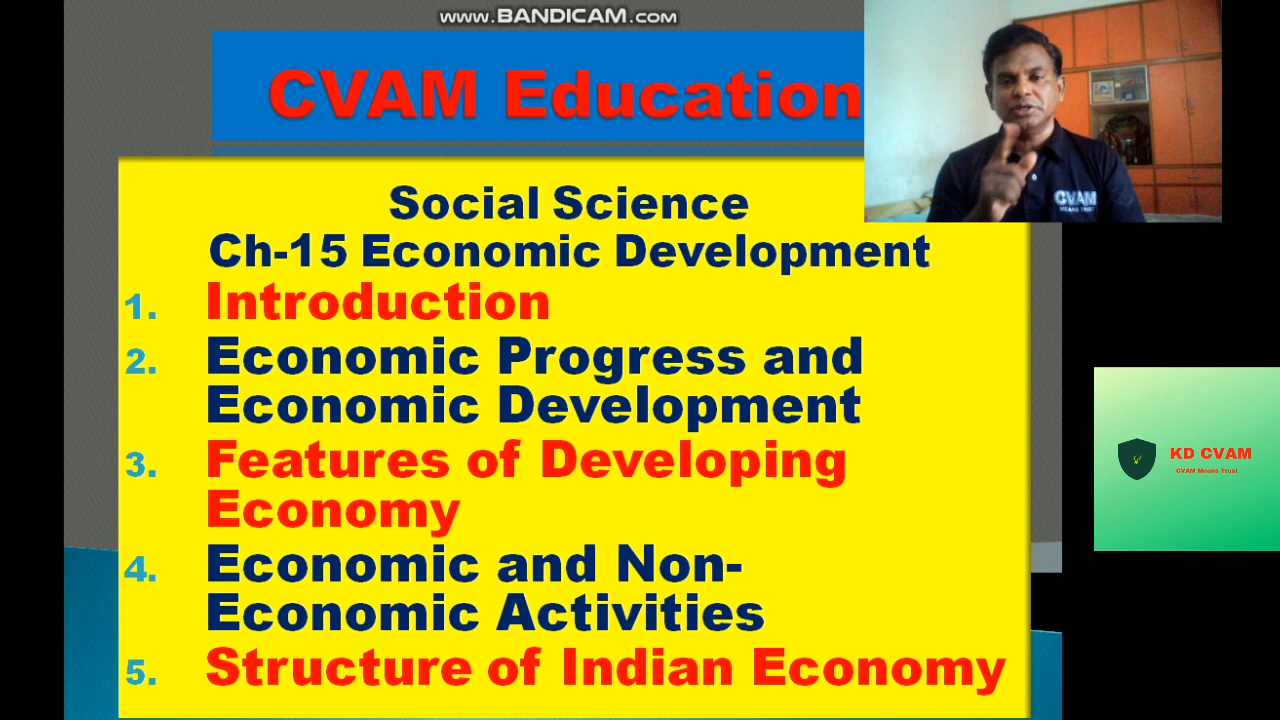 www.BANDICAM.com
CVAM Education
Social Science
Ch-15 Economic Development
1. Introduction
2. Economic Progress and
Economic Development
3. Features of Developing
Economy
4. Economic and Non-
Economic Activities
5. Structure of Indian Economy
CVAM
MEANS TRUST
KD CVAM
CVAM Means Trust